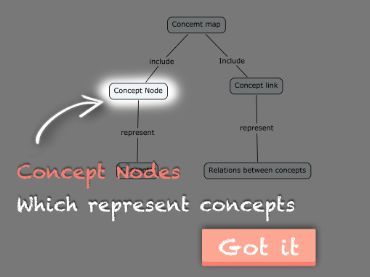 Concemt map
include
Include
Concept Node
Concept link
represent
represent
Relations between concepts
Concept Nodes
Which represent concepts
Got it